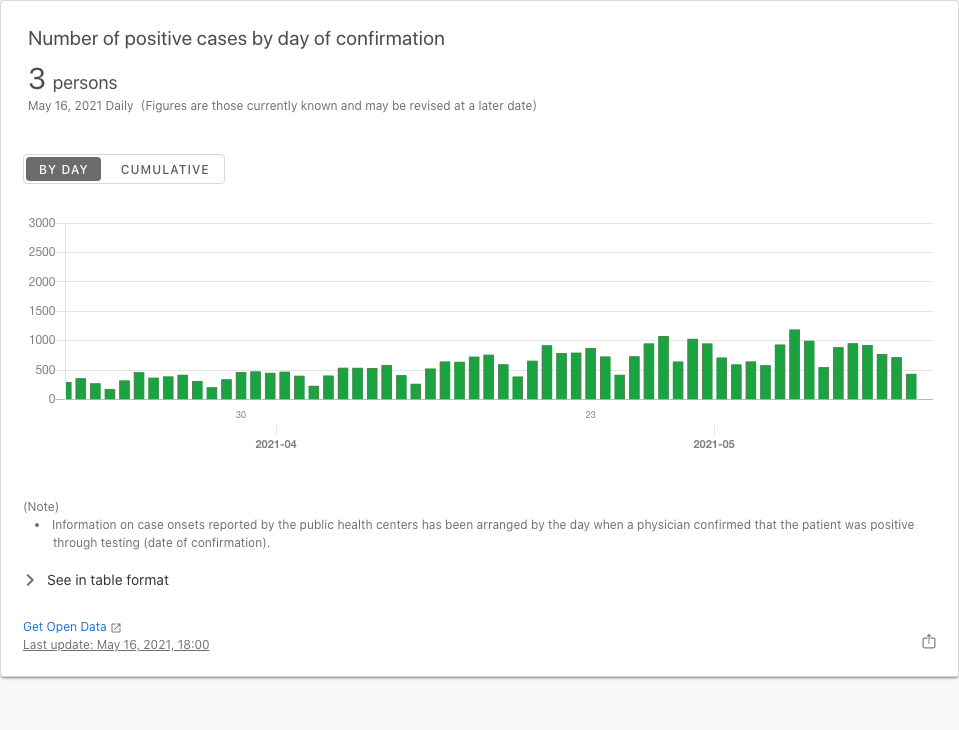 Number of positive cases by day of confirmation
3 persons
May 16, 2021 Daily (Figures are those currently known and may be revised at a later date)
BY DAY CUMULATIVE
3000
2500
2000
1500
1000
500
0
30 23
2021-04 2021-05
(Note)
• Information on case onsets reported by the public health centers has been arranged by the day when a physician confirmed that the patient was positive
through testing (date of confirmation).
See in table format
Get Open Data
Last update: May 16, 2021, 18:00